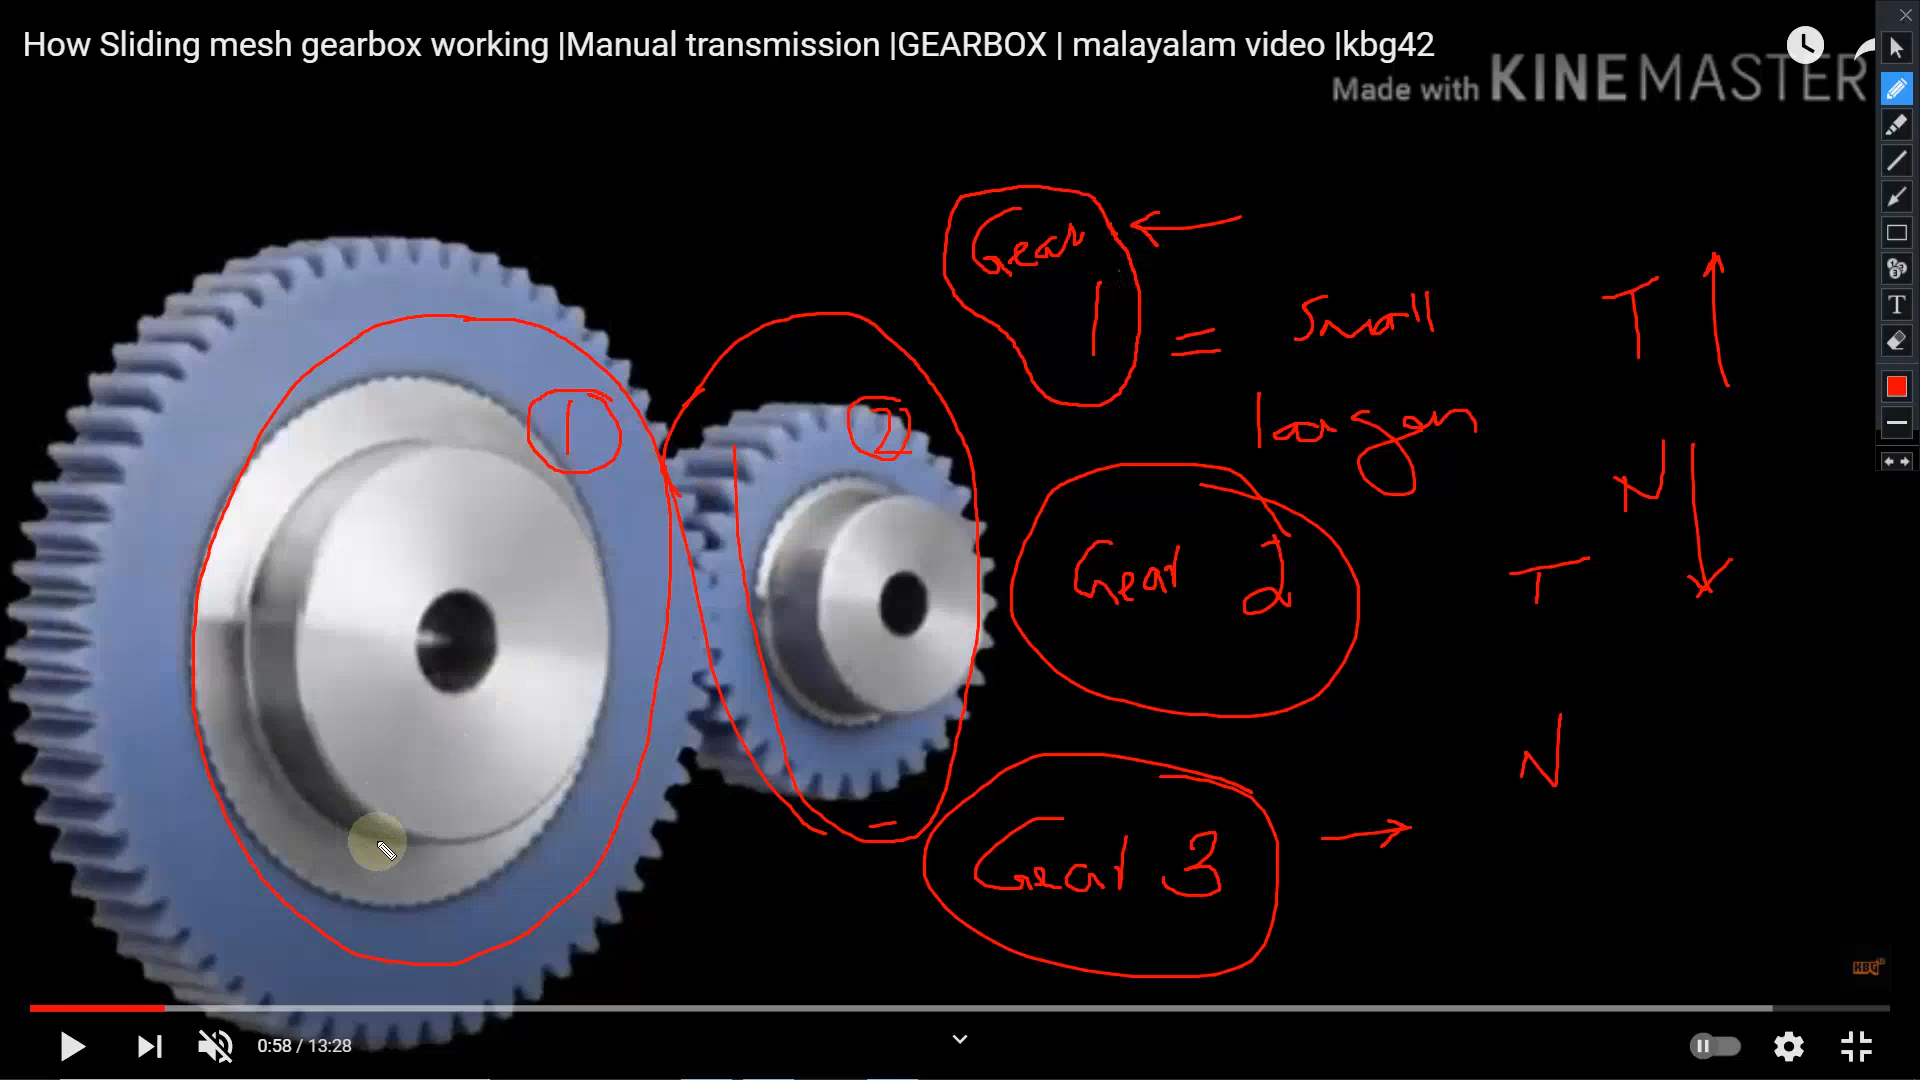 How Sliding mesh gearbox working |Manual transmission |GEARBOX | malayalam video |kbg42
Made with KINEMASTER
Gear
1 = Small
T
1
2
larger
N
Gear 2
T
N
Gear 3
KBG
0:58 / 13:28
T